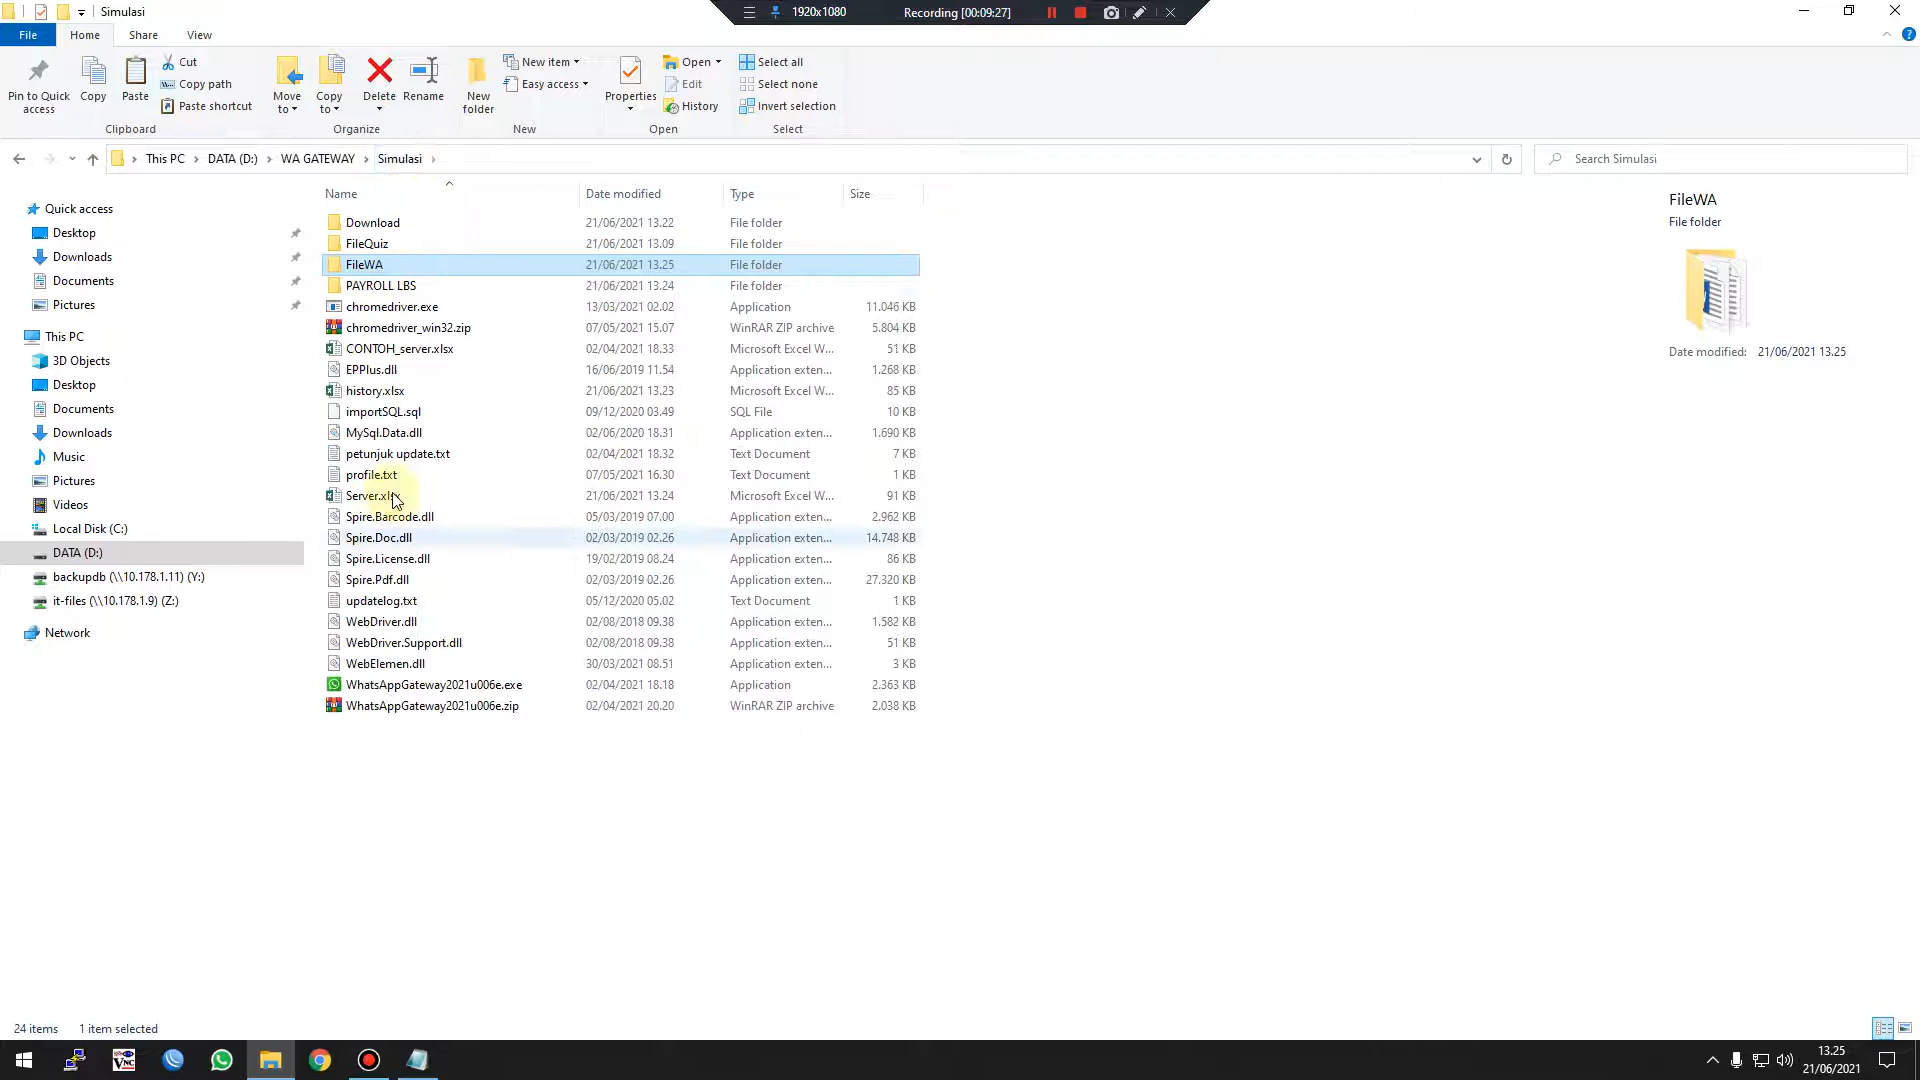 Simulasi
1920x1080
Recording [00:09:27]
File
Home
Share
View
Pin to Quick access
Copy
Paste
Cut
Copy path
Paste shortcut
Clipboard
Move to
Copy to
Delete
Rename
Organize
New folder
New item
Easy access
New
Properties
Open
Edit
History
Open
Select all
Select none
Invert selection
Select
This PC
DATA (D:)
WA GATEWAY
Simulasi
Search Simulasi
Quick access
Desktop
Downloads
Documents
Pictures
This PC
3D Objects
Desktop
Documents
Downloads
Music
Pictures
Videos
Local Disk (C:)
DATA (D:)
backupdb (\\10.178.1.11) (Y:)
it-files (\\10.178.1.9) (Z:)
Network
Name Date modified Type Size
Download 21/06/2021 13.22 File folder
FileQuiz 21/06/2021 13.09 File folder
FileWA 21/06/2021 13.25 File folder
PAYROLL LBS 21/06/2021 13.24 File folder
chromedriver.exe 13/03/2021 02.02 Application 11.046 KB
chromedriver_win32.zip 07/05/2021 15.07 WinRAR ZIP archive 5.804 KB
CONTOH_server.xlsx 02/04/2021 18.33 Microsoft Excel W... 51 KB
EPPlus.dll 16/06/2019 11.54 Application exten... 1.268 KB
history.xlsx 21/06/2021 13.23 Microsoft Excel W... 85 KB
importSQL.sql 09/12/2020 03.49 SQL File 10 KB
MySql.Data.dll 02/06/2020 18.31 Application exten... 1.690 KB
petunjuk update.txt 02/04/2021 18.32 Text Document 7 KB
profile.txt 07/05/2021 16.30 Text Document 1 KB
Server.xlsx 21/06/2021 13.24 Microsoft Excel W... 91 KB
Spire.Barcode.dll 05/03/2019 07.00 Application exten... 2.962 KB
Spire.Doc.dll 02/03/2019 02.26 Application exten... 14.748 KB
Spire.License.dll 19/02/2019 08.24 Application exten... 86 KB
Spire.Pdf.dll 02/03/2019 02.26 Application exten... 27.320 KB
updatelog.txt 05/12/2020 05.02 Text Document 1 KB
WebDriver.dll 02/08/2018 09.38 Application exten... 1.582 KB
WebDriver.Support.dll 02/08/2018 09.38 Application exten... 51 KB
WebElemen.dll 30/03/2021 08.51 Application exten... 3 KB
WhatsAppGateway2021u006e.exe 02/04/2021 18.18 Application 2.363 KB
WhatsAppGateway2021u006e.zip 02/04/2021 20.20 WinRAR ZIP archive 2.038 KB
FileWA
File folder
Date modified: 21/06/2021 13.25
24 items 1 item selected
13.25
21/06/2021